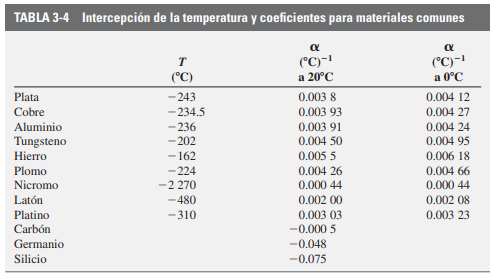 TABLA 3-4 Intercepción de la temperatura y coeficientes para materiales comunes
α α
T (°C)⁻¹ (°C)⁻¹
(°C) a 20°C a 0°C
Plata −243 0.003 8 0.004 12
Cobre −234.5 0.003 93 0.004 27
Aluminio −236 0.003 91 0.004 24
Tungsteno −202 0.004 50 0.004 95
Hierro −162 0.005 5 0.006 18
Plomo −224 0.004 26 0.004 66
Nicromo −2 270 0.000 44 0.000 44
Latón −480 0.002 00 0.002 08
Platino −310 0.003 03 0.003 23
Carbón −0.000 5
Germanio −0.048
Silicio −0.075